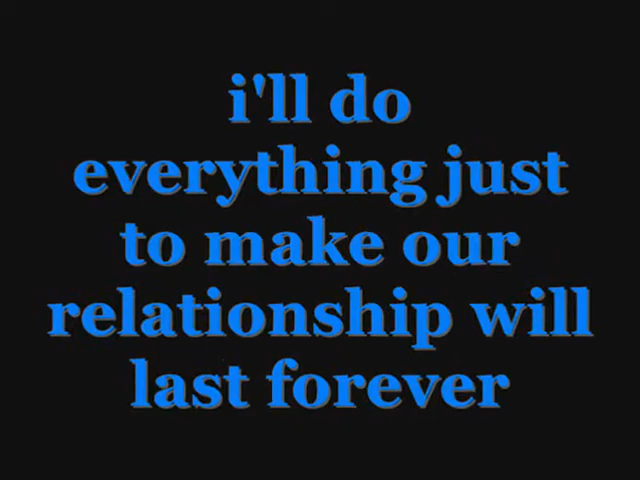 i'll do
everything just
to make our
relationship will
last forever